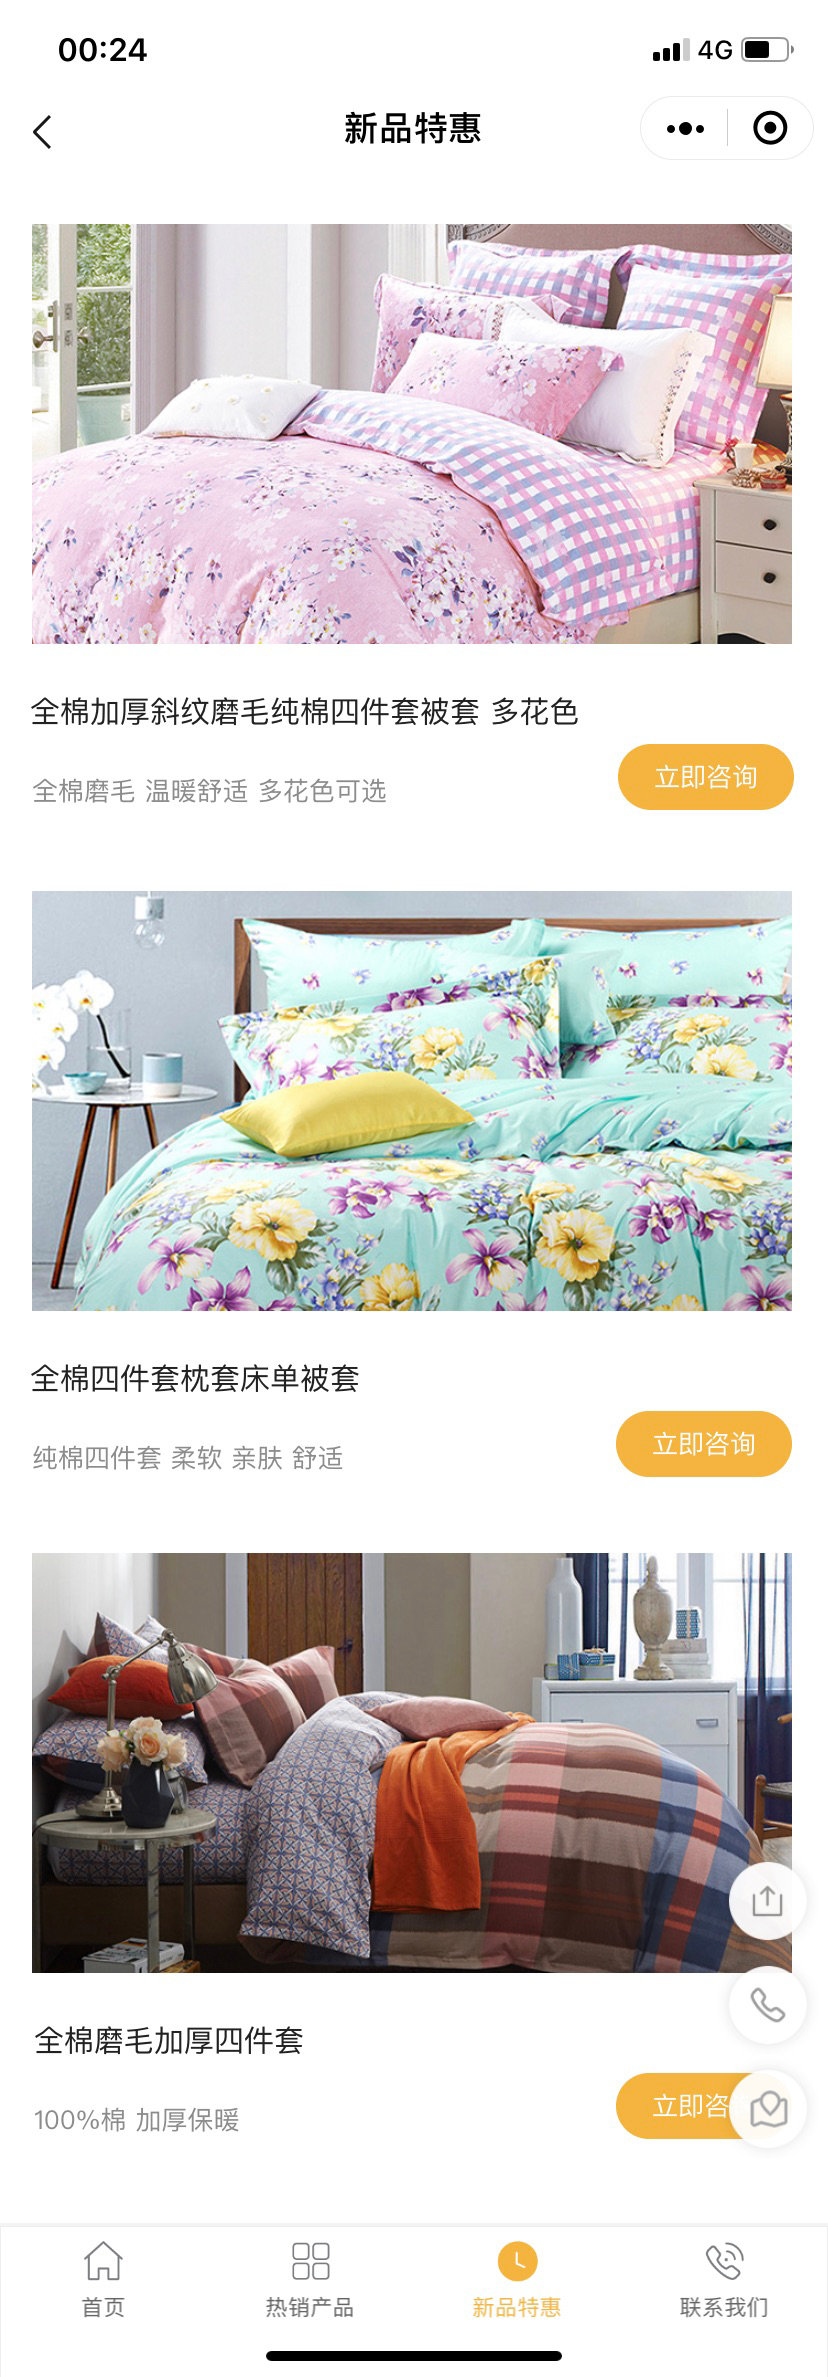 00:24
4G
新品特惠
全棉加厚斜纹磨毛纯棉四件套被套 多花色
全棉磨毛 温暖舒适 多花色可选
立即咨询
全棉四件套枕套床单被套
纯棉四件套 柔软 亲肤 舒适
立即咨询
全棉磨毛加厚四件套
100%棉 加厚保暖
立即咨
首页
热销产品
新品特惠
联系我们